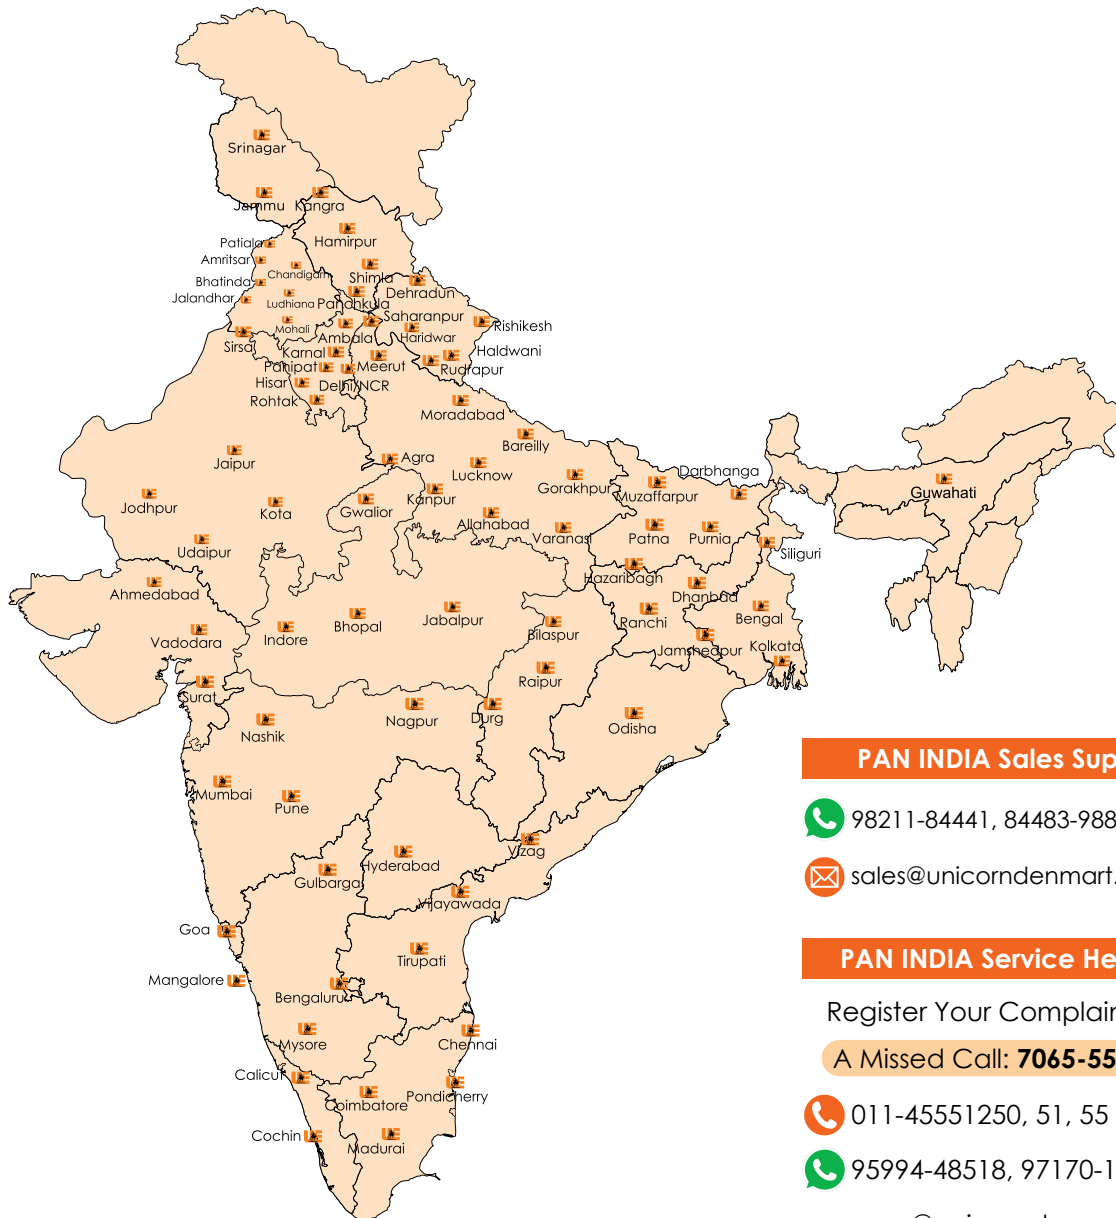 Srinagar
Jammu
Kangra
Hamirpur
Patiala
Amritsar
Chandigarh
Shimla
Bhatinda
Dehradun
Jalandhar
Ludhiana
Panchkula
Saharanpur
Mohali
Ambala
Haridwar
Rishikesh
Sirsa
Karnal
Haldwani
Panipat
Meerut
Rudrapur
Hisar
Delhi/NCR
Rohtak
Moradabad
Bareilly
Jaipur
Agra
Lucknow
Darbhanga
Gorakhpur
Muzaffarpur
Guwahati
Jodhpur
Kota
Gwalior
Kanpur
Allahabad
Varanasi
Patna
Purnia
Udaipur
Siliguri
Ahmedabad
Hazaribagh
Dhanbad
Vadodara
Indore
Bhopal
Jabalpur
Bilaspur
Ranchi
Bengal
Jamshedpur
Kolkata
Raipur
Surat
Nashik
Nagpur
Durg
Odisha
Mumbai
Pune
Vizag
Gulbarga
Hyderabad
Vijayawada
Goa
Tirupati
Mangalore
Bengaluru
Mysore
Chennai
Calicut
Coimbatore
Pondicherry
Cochin
Madurai
PAN INDIA Sales Sup
98211-84441, 84483-988
sales@unicorndenmart.
PAN INDIA Service He
Register Your Complain
A Missed Call: 7065-55
011-45551250, 51, 55
95994-48518, 97170-1